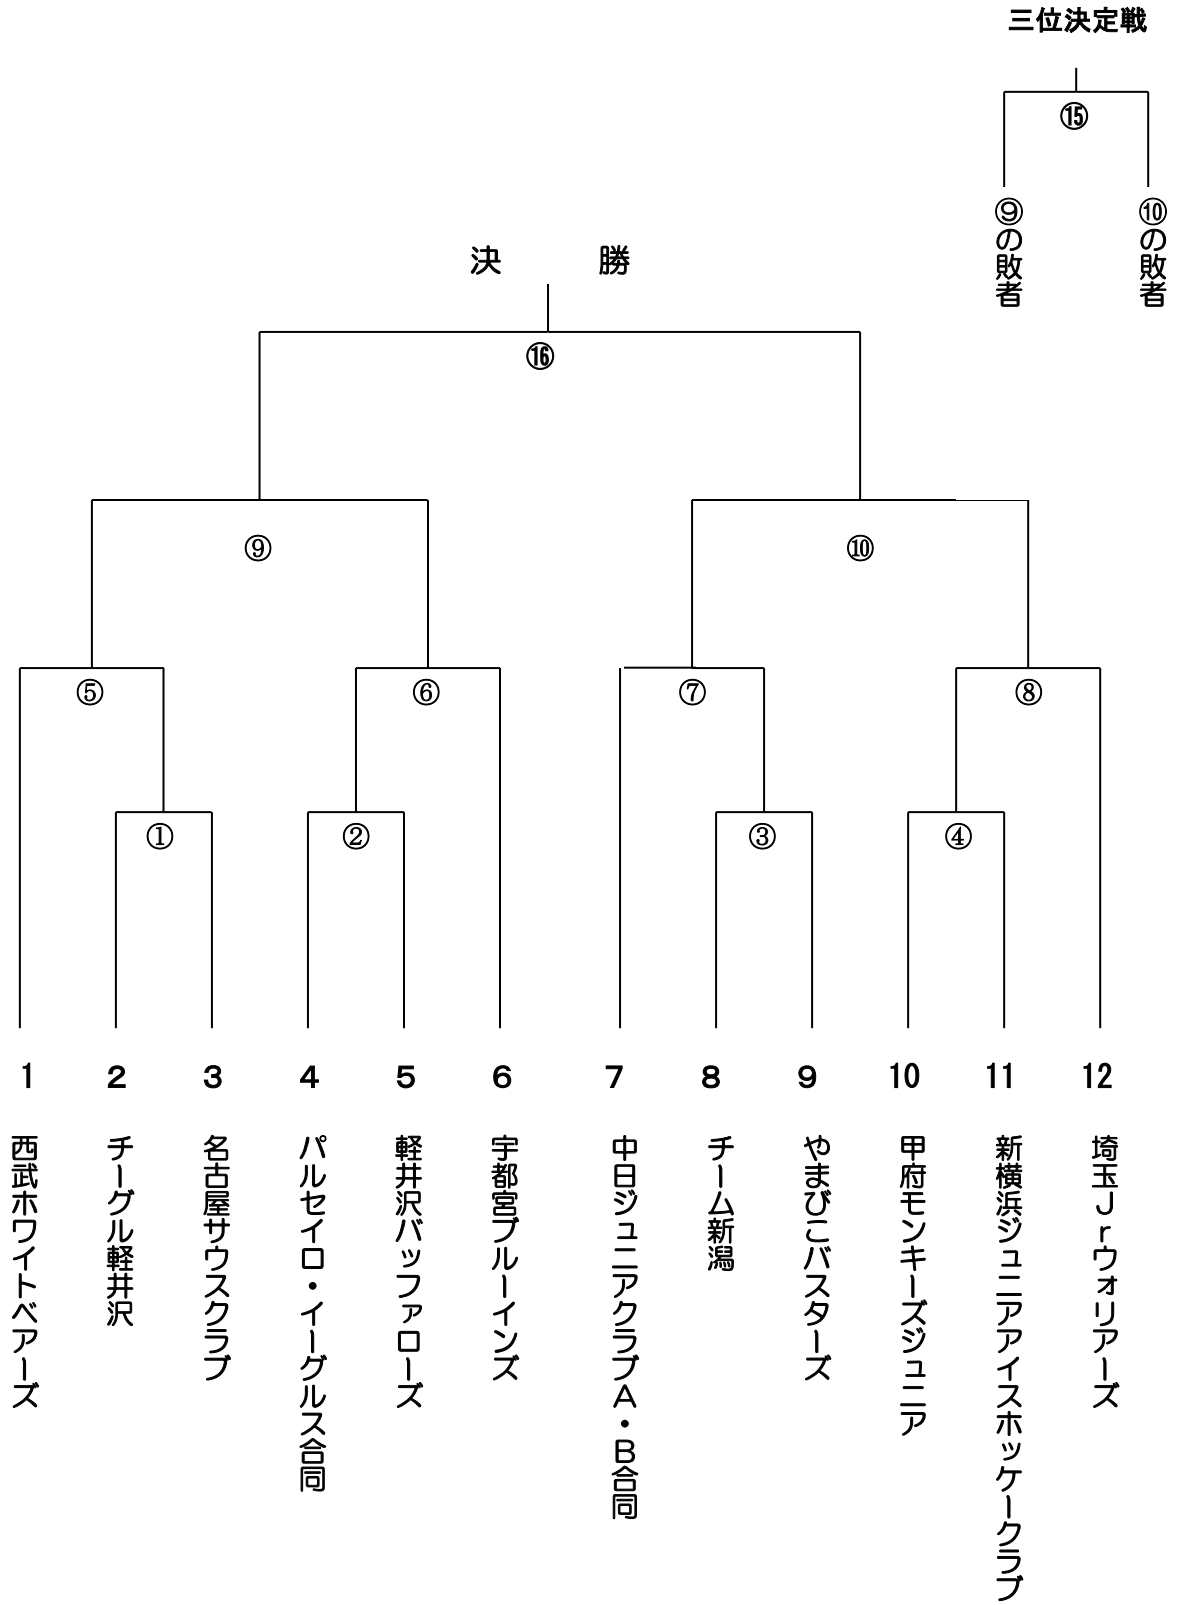 三位決定戦
⑮
⑨の敗者
⑩の敗者
決　勝
⑯
⑨
⑩
⑤
⑥
⑦
⑧
①
②
③
④
1
2
3
4
5
6
7
8
9
10
11
12
西武ホワイトベアーズ
チーグル軽井沢
名古屋サウスクラブ
パルセイロ・イーグルス合同
軽井沢バッファローズ
宇都宮ブルーインズ
中日ジュニアクラブA・B合同
チーム新潟
やまびこバスターズ
甲府モンキーズジュニア
新横浜ジュニアアイスホッケークラブ
埼玉Jrウォリアーズ